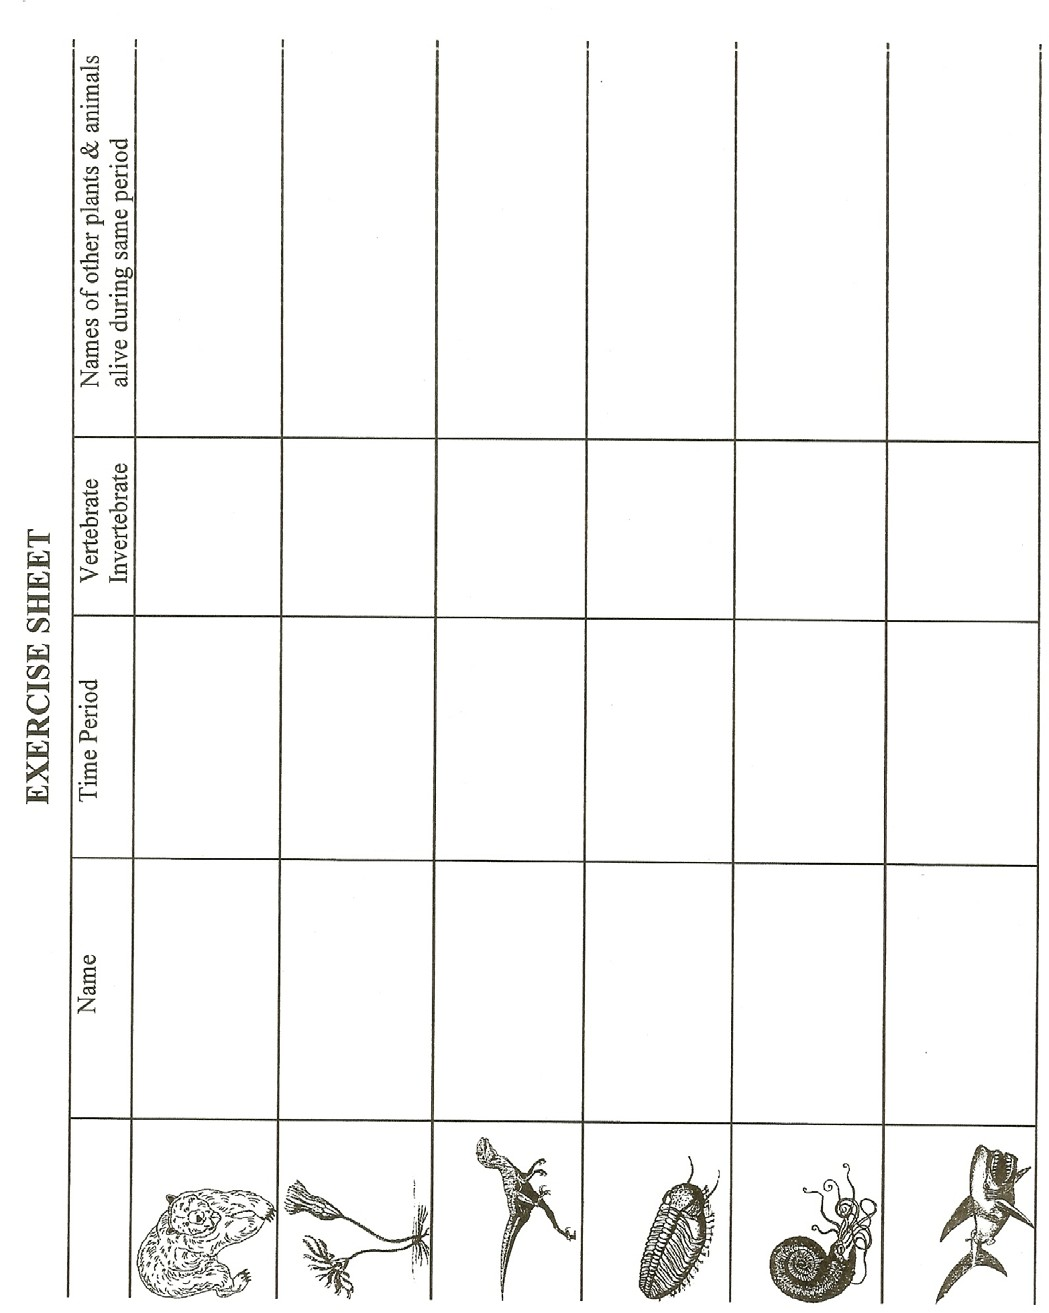 EXERCISE SHEET
Name
Time Period
Vertebrate
Invertebrate
Names of other plants & animals
alive during same period